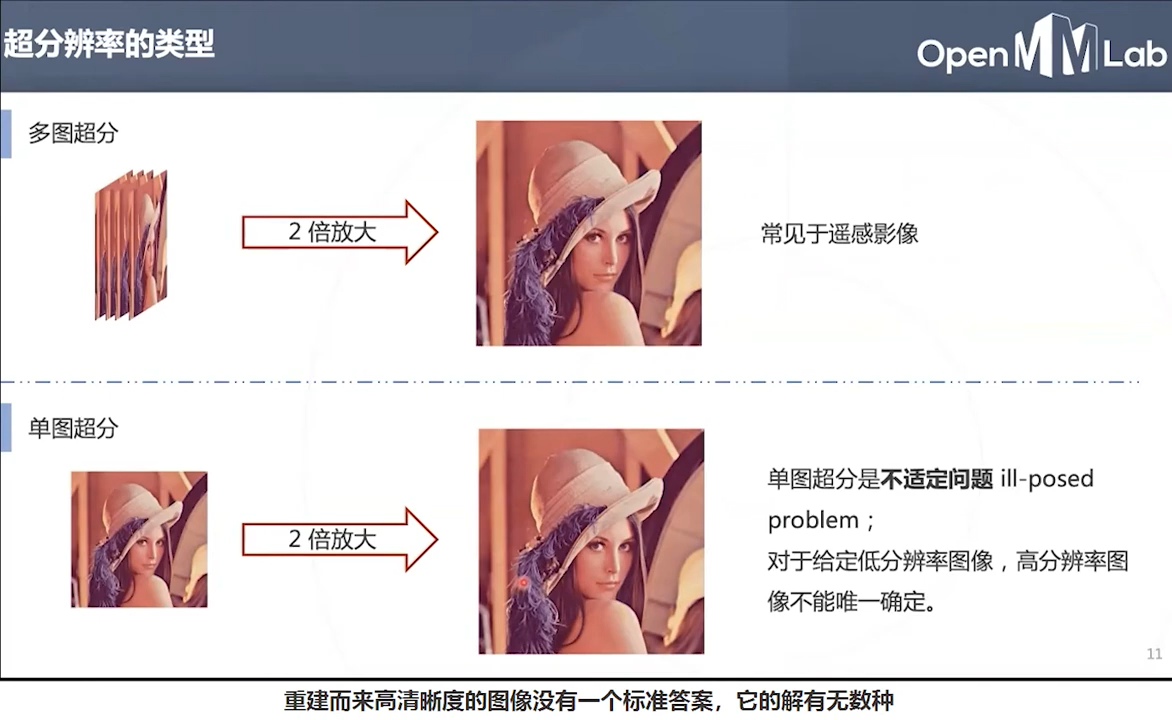 超分辨率的类型
OpenMMLab
多图超分
2 倍放大
常见于遥感影像
单图超分
2 倍放大
单图超分是不适定问题 ill-posed
problem；
对于给定低分辨率图像，高分辨率图
像不能唯一确定。
11
重建而来高清晰度的图像没有一个标准答案，它的解有无数种